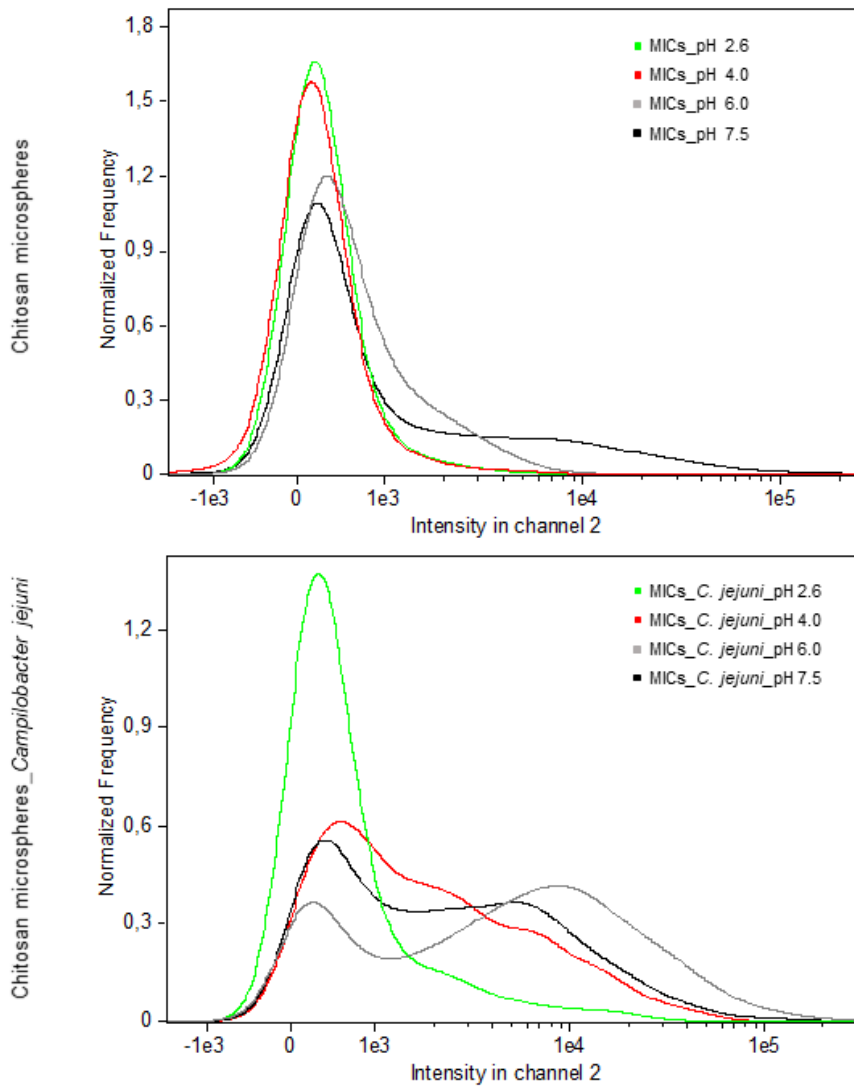 Chitosan microspheres
Normalized Frequency
1,8
1,5
1,2
0,9
0,6
0,3
0
MICs_pH 2.6
MICs_pH 4.0
MICs_pH 6.0
MICs_pH 7.5
-1e3 0 1e3 1e4 1e5
Intensity in channel 2
Chitosan microspheres_Campilobacter jejuni
Normalized Frequency
1,2
0,9
0,6
0,3
0
MICs_C. jejuni_pH 2.6
MICs_C. jejuni_pH 4.0
MICs_C. jejuni_pH 6.0
MICs_C. jejuni_pH 7.5
-1e3 0 1e3 1e4 1e5
Intensity in channel 2